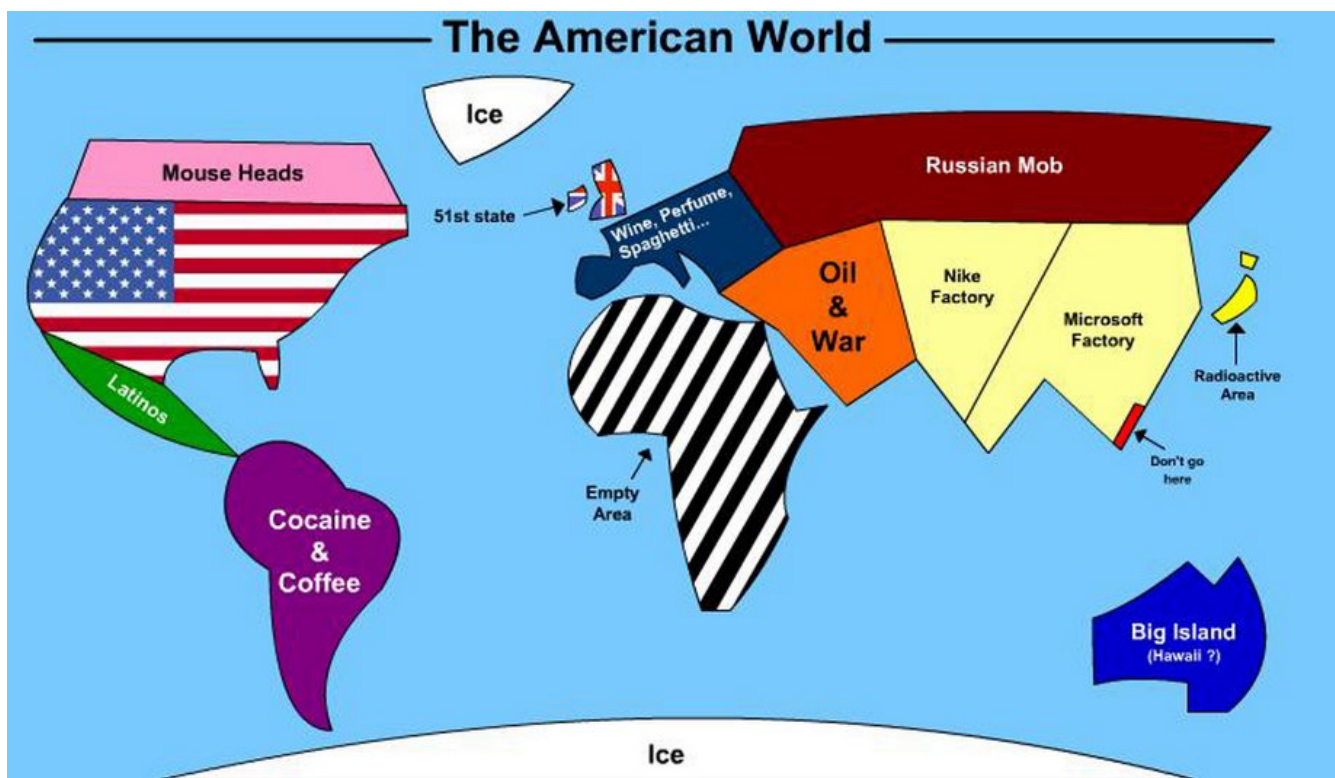 The American World
Ice
Mouse Heads
Russian Mob
51st state
Wine, Perfume,
Spaghetti...
Oil
&
War
Nike
Factory
Microsoft
Factory
Radioactive
Area
Latinos
Don't go
here
Empty
Area
Cocaine
&
Coffee
Big Island
(Hawaii ?)
Ice